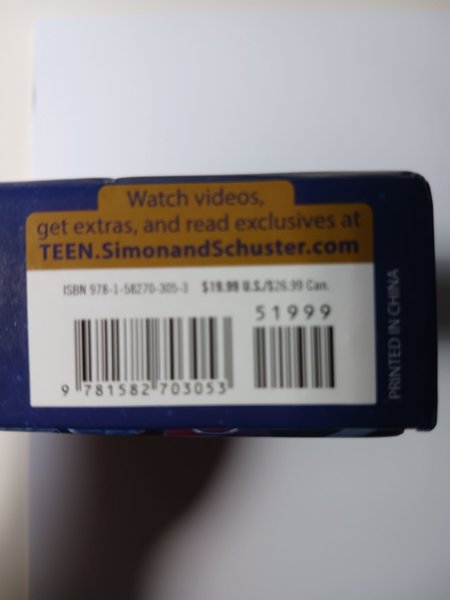 Watch videos,
get extras, and read exclusives at
TEEN.SimonandSchuster.com
ISBN 978-1-58270-305-3 $19.99 U.S./$26.99 Can.
51999
9 781582 703053
PRINTED IN CHINA